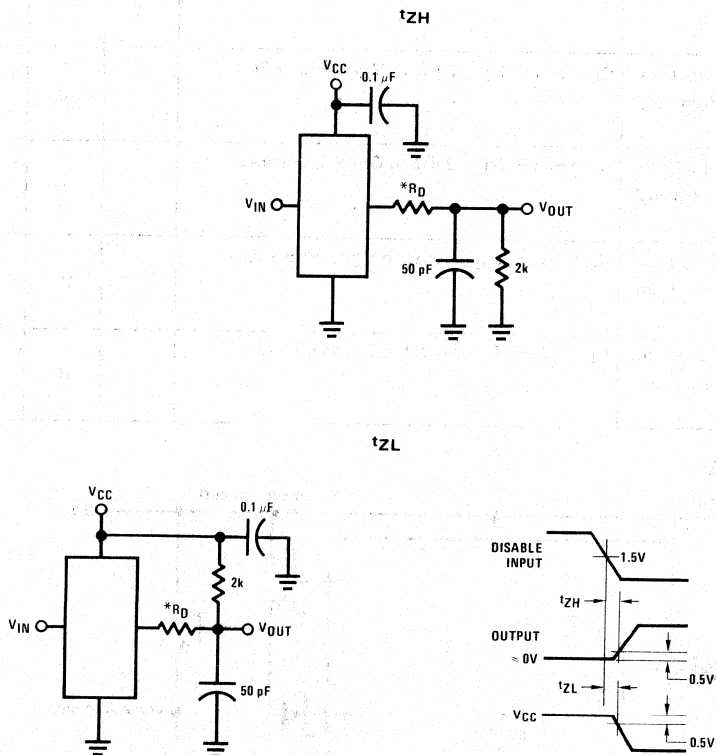 tZH
VCC
0.1 μF
VIN
*RD
VOUT
50 pF
2k
tZL
VCC
0.1 μF
2k
VIN
*RD
VOUT
50 pF
DISABLE
INPUT
1.5V
tZH
OUTPUT
≈ 0V
0.5V
tZL
VCC
0.5V